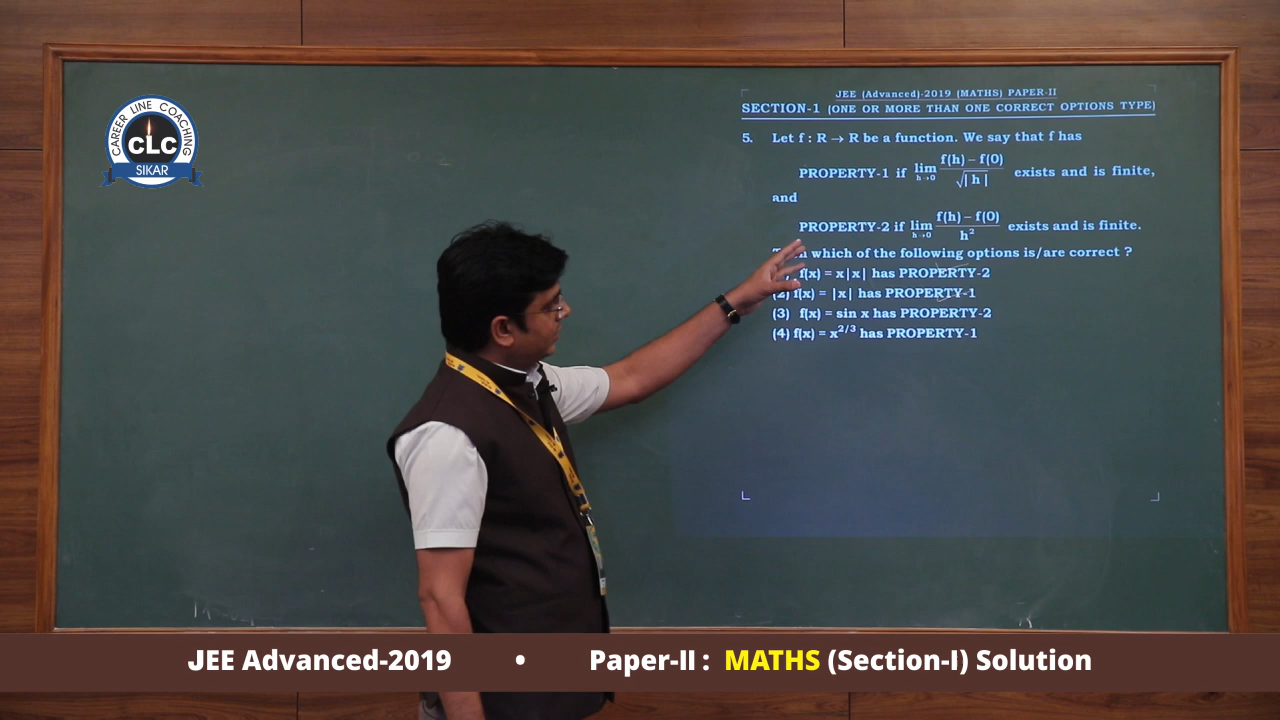 CAREER LINE COACHING
CLC
SIKAR
JEE (Advanced)-2019 (MATHS) PAPER-II
SECTION-1 (ONE OR MORE THAN ONE CORRECT OPTIONS TYPE)
5. Let f : R → R be a function. We say that f has
PROPERTY-1 if lim h→0 f(h) – f(0) / √|h| exists and is finite,
and
PROPERTY-2 if lim h→0 f(h) – f(0) / h² exists and is finite.
which of the following options is/are correct ?
f(x) = x|x| has PROPERTY-2
(2) f(x) = |x| has PROPERTY-1
(3) f(x) = sin x has PROPERTY-2
(4) f(x) = x^2/3 has PROPERTY-1
JEE Advanced-2019 • Paper-II : MATHS (Section-I) Solution